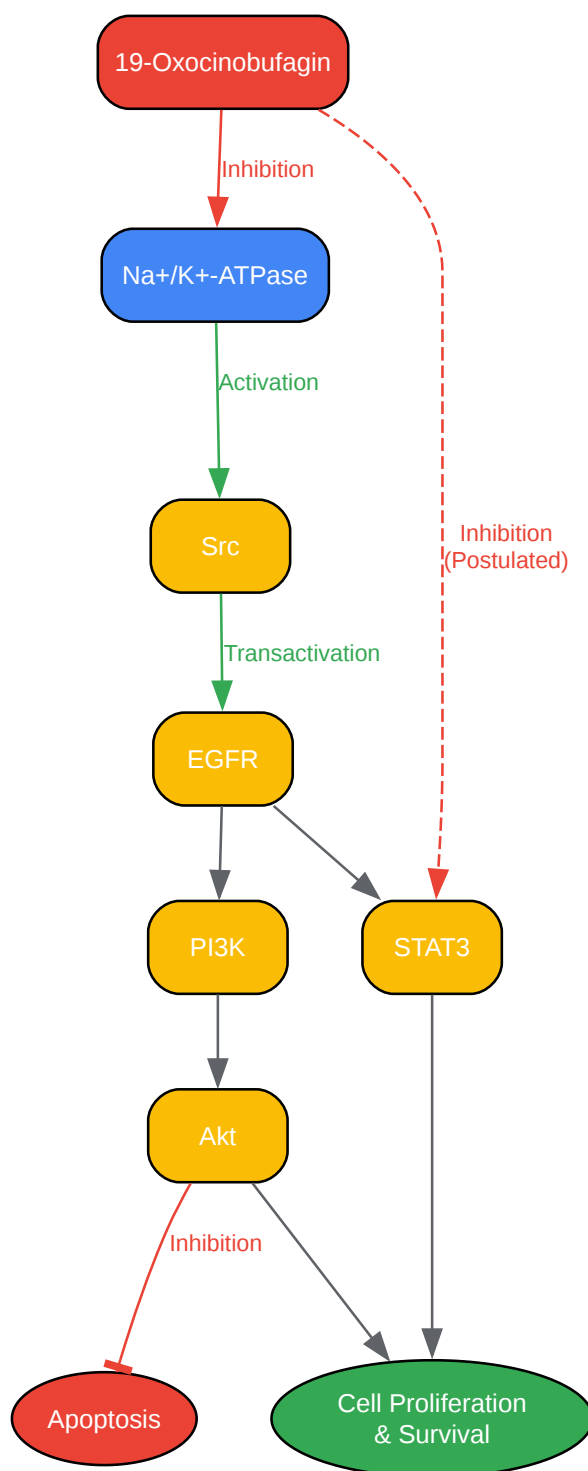 19-Oxocinobufagin
Inhibition
Na+/K+-ATPase
Activation
Src
Inhibition
(Postulated)
Transactivation
EGFR
PI3K
STAT3
Akt
Inhibition
Apoptosis
Cell Proliferation
& Survival